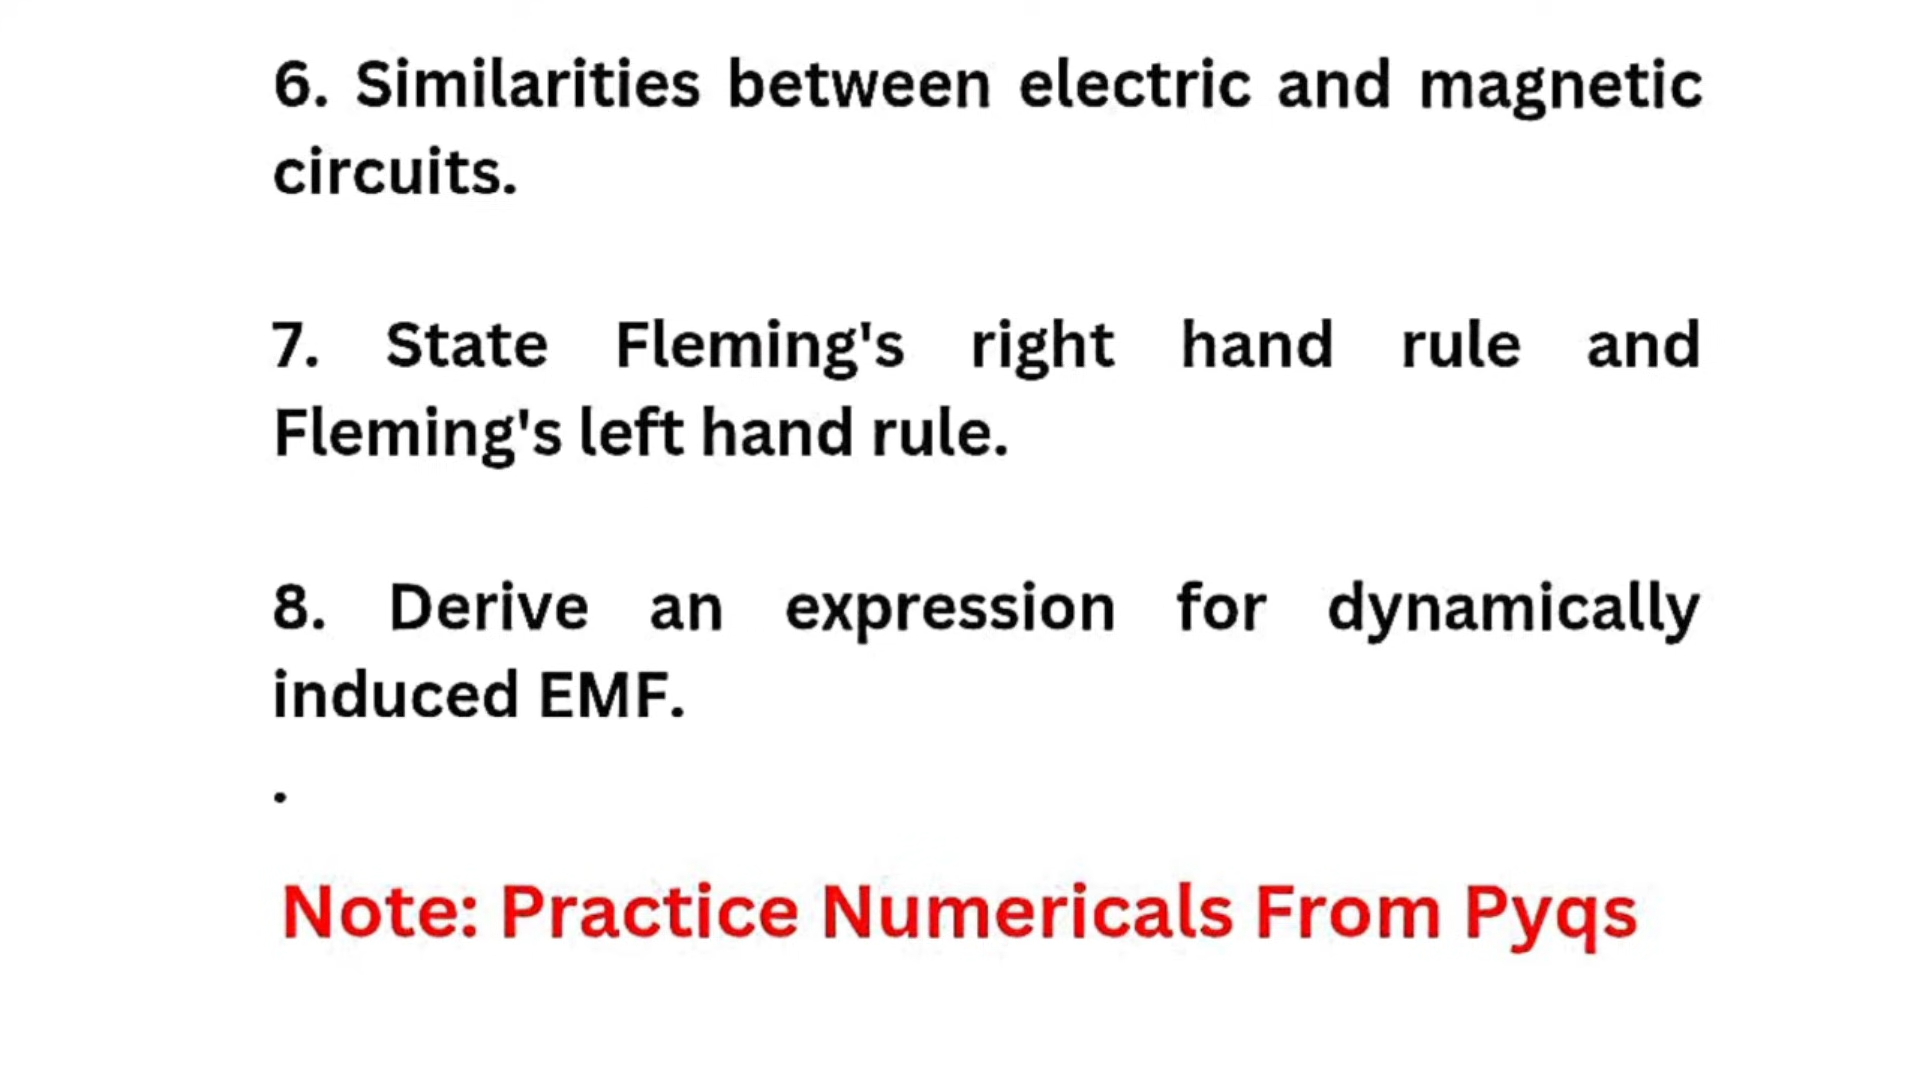 6. Similarities between electric and magnetic
circuits.
7. State Fleming's right hand rule and
Fleming's left hand rule.
8. Derive an expression for dynamically
induced EMF.
.
Note: Practice Numericals From Pyqs